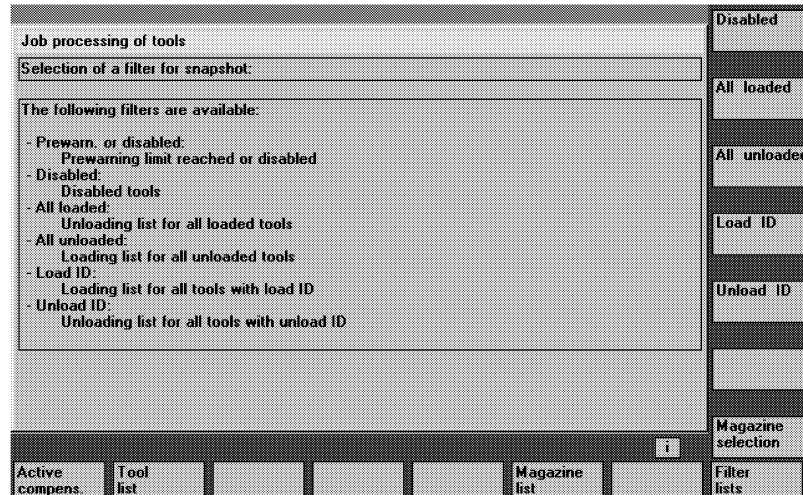 Job processing of tools
Selection of a filter for snapshot:
The following filters are available:
- Prewarn. or disabled:
Prewarning limit reached or disabled
- Disabled:
Disabled tools
- All loaded:
Unloading list for all loaded tools
- All unloaded:
Loading list for all unloaded tools
- Load ID:
Loading list for all tools with load ID
- Unload ID:
Unloading list for all tools with unload ID
Disabled
All loaded
All unloaded
Load ID
Unload ID
Magazine
selection
i
Active
compens.
Tool
list
Magazine
list
Filter
lists